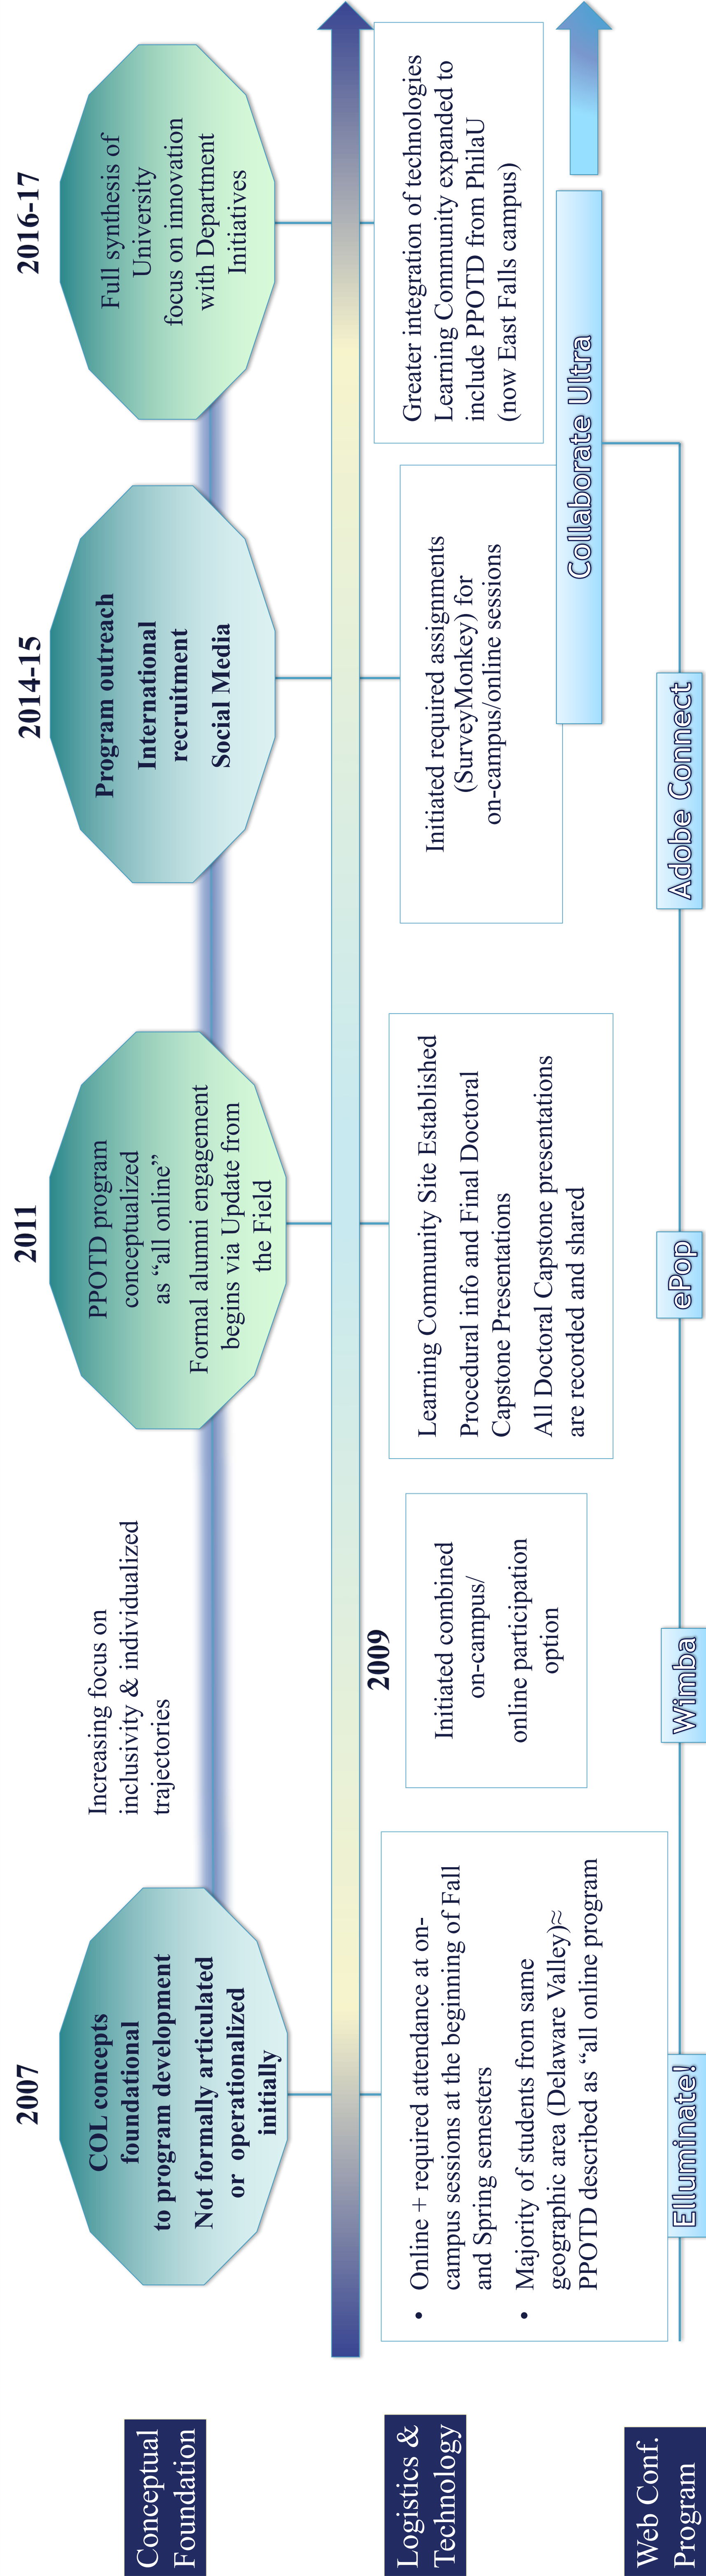 Conceptual
Foundation
2007
COL concepts
foundational
to program development
Not formally articulated
or operationalized
initially
Increasing focus on
inclusivity & individualized
trajectories
2011
PPOTD program
conceptualized
as “all online”
Formal alumni engagement
begins via Update from
the Field
2014-15
Program outreach
International
recruitment
Social Media
2016-17
Full synthesis of
University
focus on innovation
with Department
Initiatives
Logistics &
Technology
• Online + required attendance at on-
campus sessions at the beginning of Fall
and Spring semesters
• Majority of students from same
geographic area (Delaware Valley)≈
PPOTD described as “all online program
2009
Initiated combined
on-campus/
online participation
option
Learning Community Site Established
Procedural info and Final Doctoral
Capstone Presentations
All Doctoral Capstone presentations
are recorded and shared
Initiated required assignments
(SurveyMonkey) for
on-campus/online sessions
Greater integration of technologies
Learning Community expanded to
include PPOTD from PhilaU
(now East Falls campus)
Web Conf.
Program
Elluminate!
Wimba
ePop
Adobe Connect
Collaborate Ultra